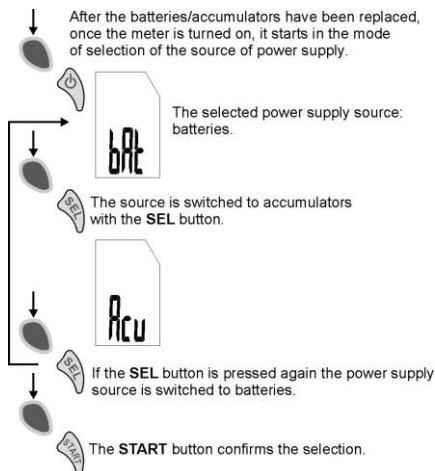 After the batteries/accumulators have been replaced,
once the meter is turned on, it starts in the mode
of selection of the source of power supply.
The selected power supply source:
batteries.
bAt
SEL
The source is switched to accumulators
with the SEL button.
Acu
SEL
If the SEL button is pressed again the power supply
source is switched to batteries.
START
The START button confirms the selection.